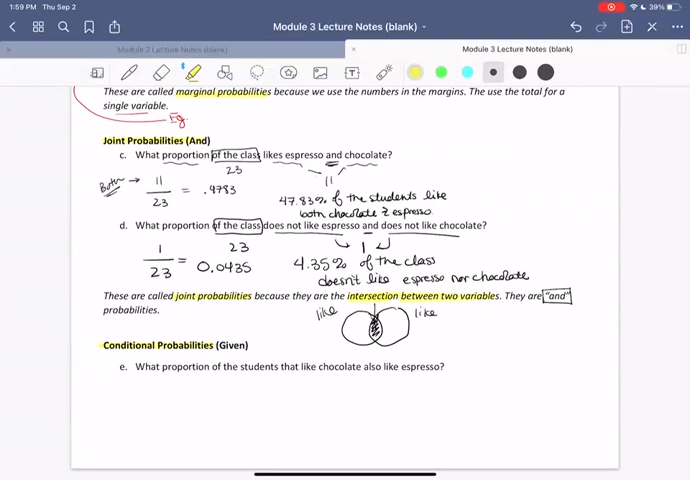 1:59 PM Thu Sep 2
39%
Module 3 Lecture Notes (blank)
Module 2 Lecture Notes (blank)
Module 3 Lecture Notes (blank)
These are called marginal probabilities because we use the numbers in the margins. The use the total for a
single variable.
Eg
Joint Probabilities (And)
c. What proportion of the class likes espresso and chocolate?
23
11
Both → 11/23 = .4783
47.83% of the students like
both chocolate & espresso.
d. What proportion of the class does not like espresso and does not like chocolate?
23
1
1/23 = 0.0435
4.35% of the class
doesn't like espresso nor chocolate
These are called joint probabilities because they are the intersection between two variables. They are "and"
probabilities.
like
like
Conditional Probabilities (Given)
e. What proportion of the students that like chocolate also like espresso?